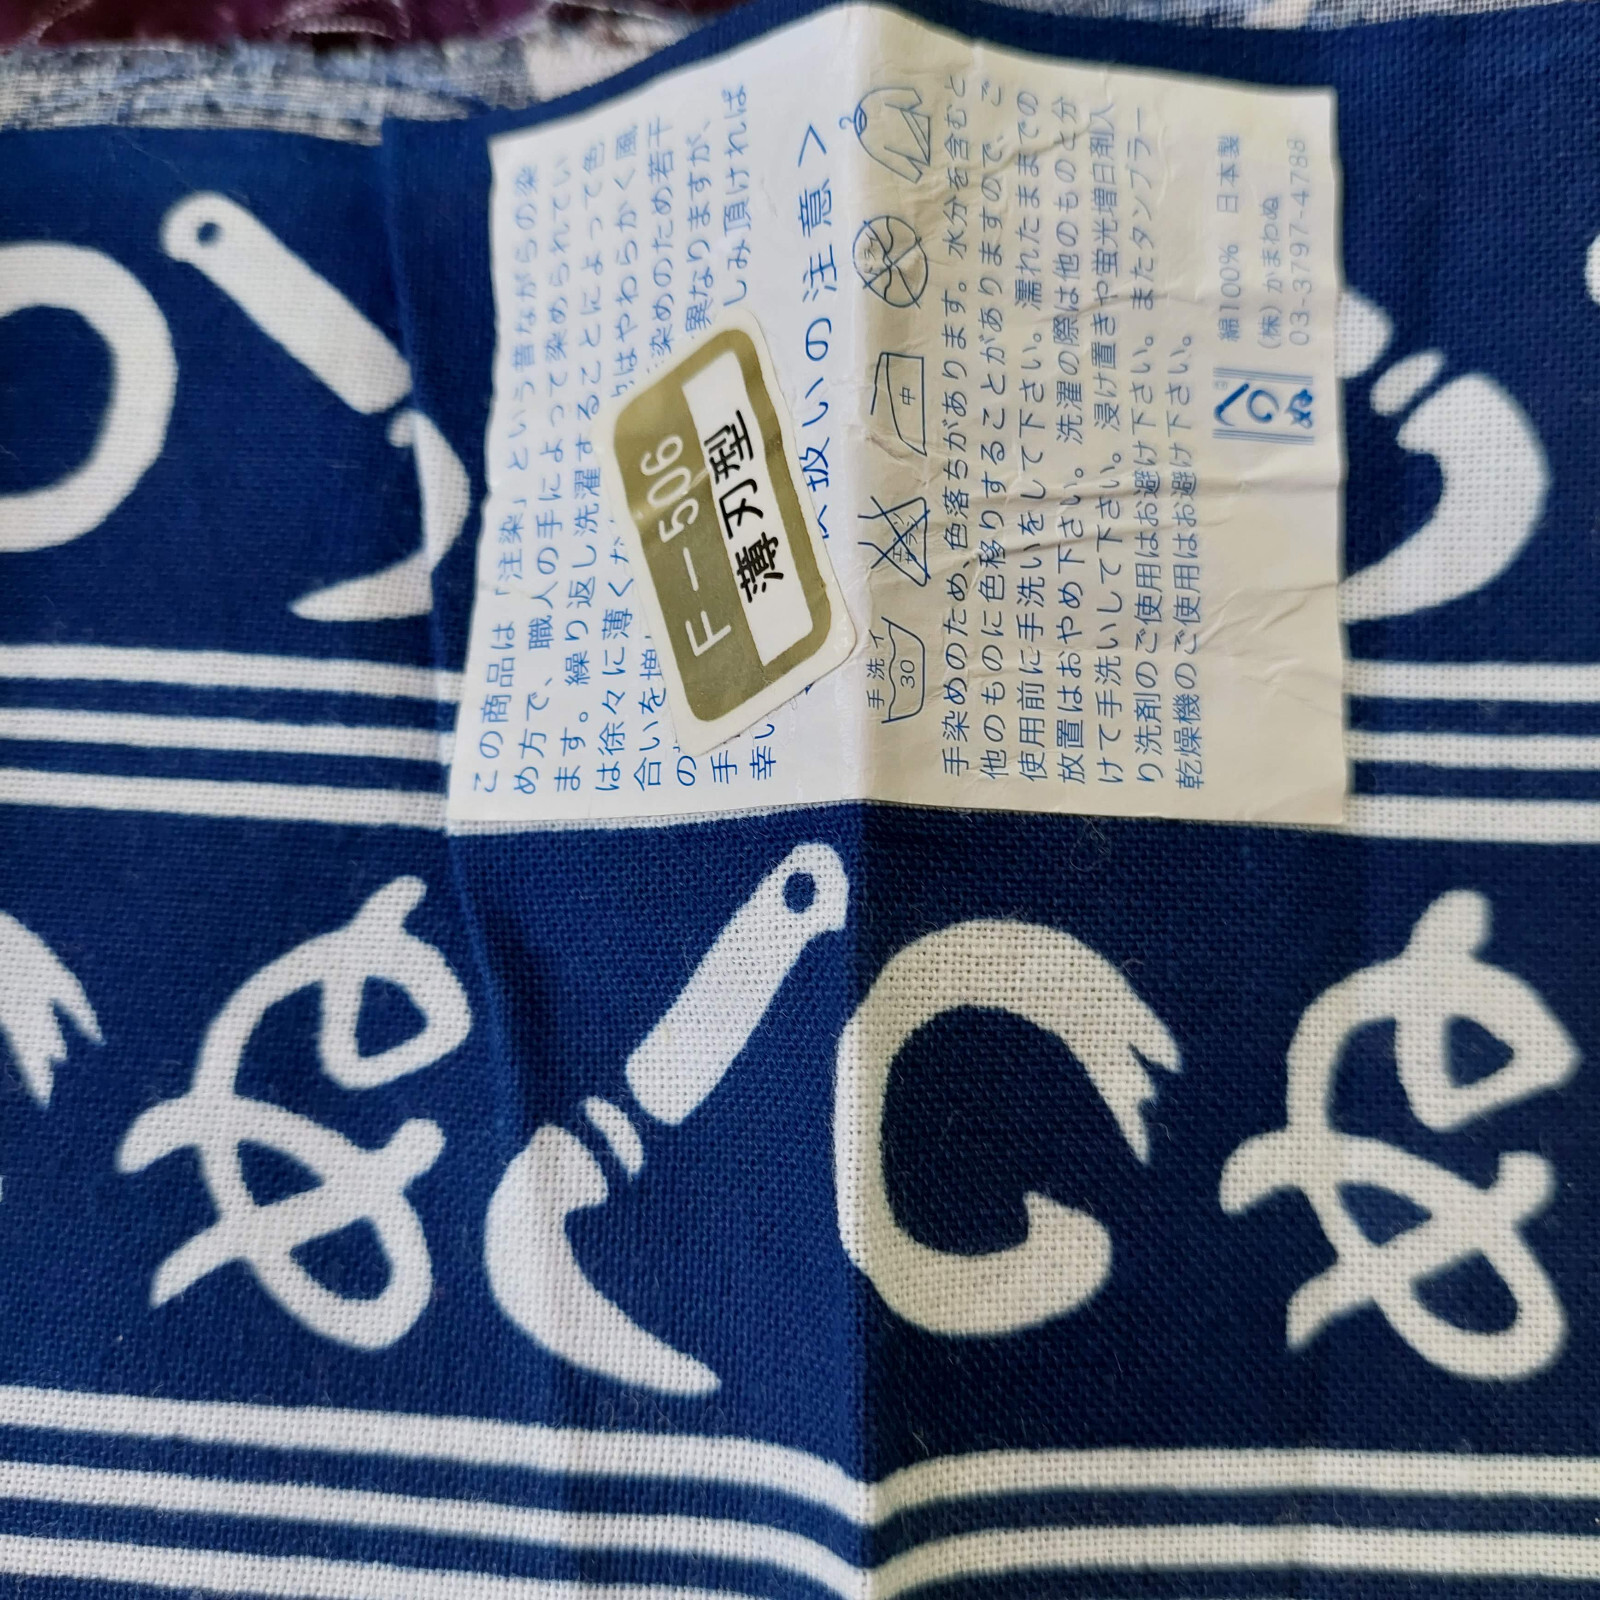 この商品は「注染」という昔ながらの染
め方で、職人の手によって染められてい
ます。繰り返し洗濯することによって色
は徐々に薄く
はやわらかく風
合いを増
染めのため若干
の
異なりますが、
手
しみ頂ければ
幸い
扱いの注意>
F-506
薄刃型
手洗イ
30
中
手染めのため、色落ちがあります。水分を含むと
他のものに色移りすることがありますので、ご
使用前に手洗いをして下さい。濡れたままでの
放置はおやめ下さい。洗濯の際は他のものと分
けて手洗いして下さい。浸け置きや蛍光増白剤入
り洗剤のご使用はお避け下さい。またタンブラー
乾燥機のご使用はお避け下さい。
綿100% 日本製
(株)かまわぬ
03-3797-4788
ぬ
ぬ
ぬ